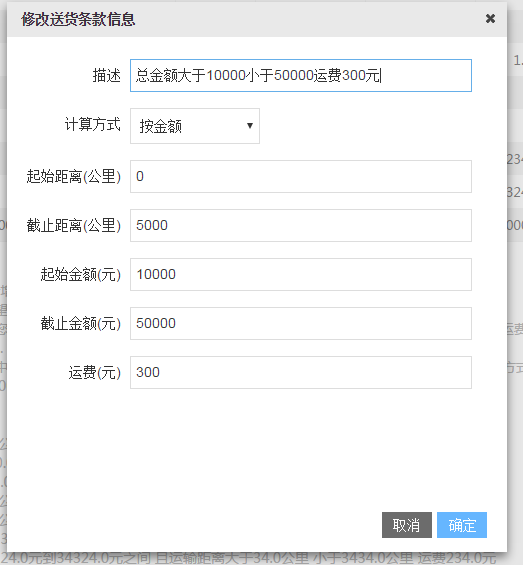 修改送货条款信息 ✖
描述 总金额大于10000小于50000运费300元
计算方式 按金额
起始距离(公里) 0
截止距离(公里) 5000
起始金额(元) 10000
截止金额(元) 50000
运费(元) 300
取消 确定
24.0元到34324.0元之间 且运输距离大于34.0公里 小于3434.0公里 运费234.0元